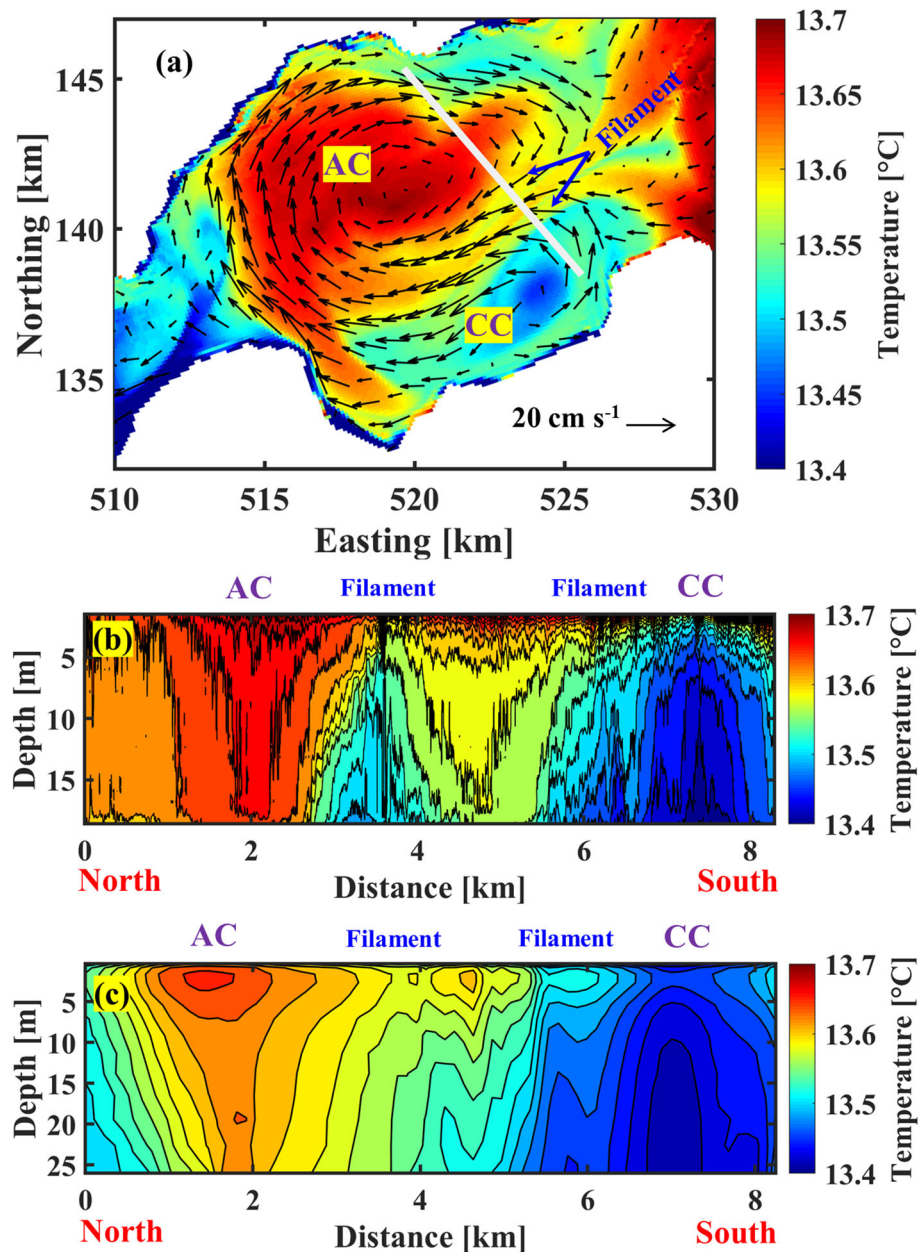 (a)
AC
CC
Filament
20 cm s⁻¹
145
140
135
Northing [km]
510 515 520 525 530
Easting [km]
13.7
13.65
13.6
13.55
13.5
13.45
13.4
Temperature [°C]
AC Filament Filament CC
(b)
5
10
15
Depth [m]
0 2 4 6 8
North Distance [km] South
13.7
13.6
13.5
13.4
Temperature [°C]
AC Filament Filament CC
(c)
5
10
15
20
25
Depth [m]
0 2 4 6 8
North Distance [km] South
13.7
13.6
13.5
13.4
Temperature [°C]